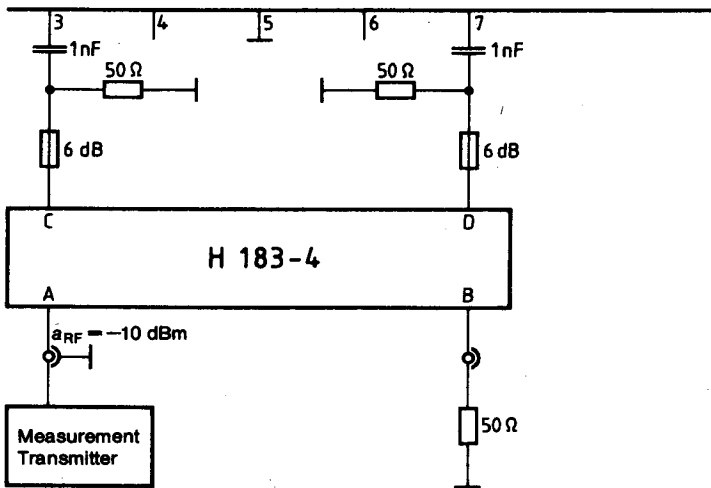 3 4 5 6 7
1nF 1nF
50 Ω 50 Ω
6 dB 6 dB
C D
H 183-4
A B
aRF = −10 dBm
50 Ω
Measurement
Transmitter